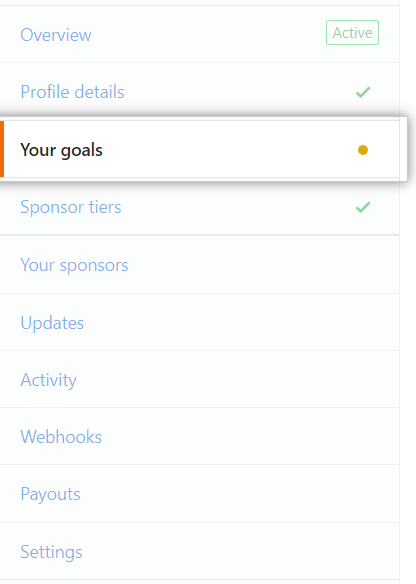 Overview
Active
Profile details
Your goals
Sponsor tiers
Your sponsors
Updates
Activity
Webhooks
Payouts
Settings